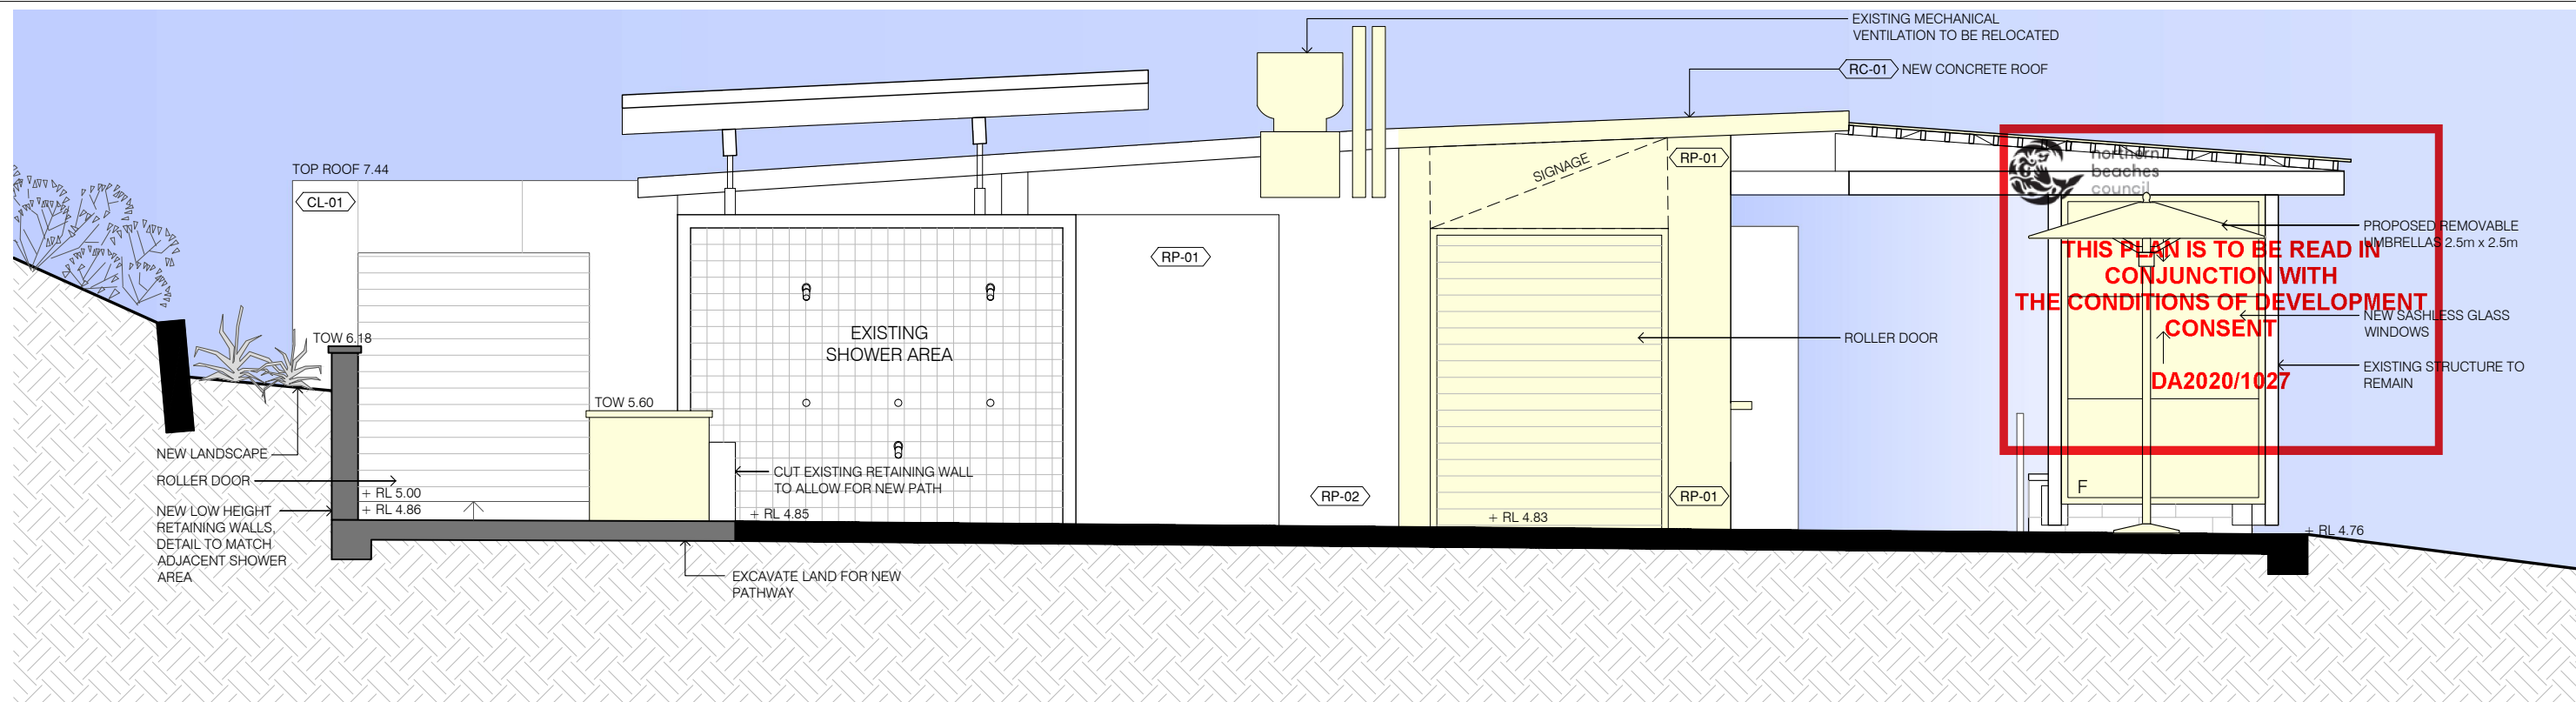 EXISTING MECHANICAL
VENTILATION TO BE RELOCATED
RC-01 NEW CONCRETE ROOF
TOP ROOF 7.44
CL-01
SIGNAGE
RP-01
northern
beaches
council
PROPOSED REMOVABLE
UMBRELLAS 2.5m x 2.5m
THIS PLAN IS TO BE READ IN
CONJUNCTION WITH
THE CONDITIONS OF DEVELOPMENT
CONSENT
DA2020/1027
RP-01
NEW SASHLESS GLASS
WINDOWS
TOW 6.18
EXISTING
SHOWER AREA
ROLLER DOOR
EXISTING STRUCTURE TO
REMAIN
TOW 5.60
NEW LANDSCAPE
ROLLER DOOR
CUT EXISTING RETAINING WALL
TO ALLOW FOR NEW PATH
+ RL 5.00
+ RL 4.86
RP-02
RP-01
F
NEW LOW HEIGHT
RETAINING WALLS,
DETAIL TO MATCH
ADJACENT SHOWER
AREA
+ RL 4.85
+ RL 4.83
+ RL 4.76
EXCAVATE LAND FOR NEW
PATHWAY